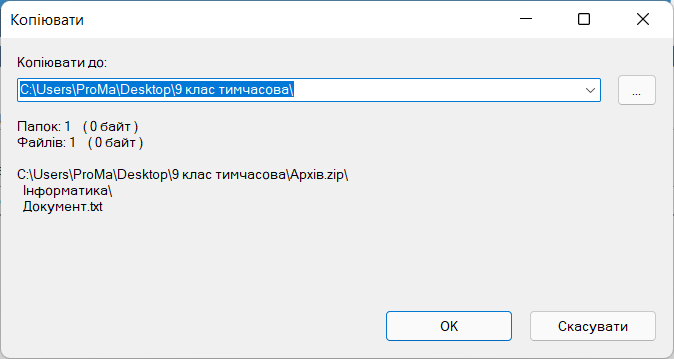 Копіювати
Копіювати до:
C:\Users\ProMa\Desktop\9 клас тимчасова\
...
Папок: 1 ( 0 байт )
Файлів: 1 ( 0 байт )
C:\Users\ProMa\Desktop\9 клас тимчасова\Архів.zip\
Інформатика\
Документ.txt
OK
Скасувати